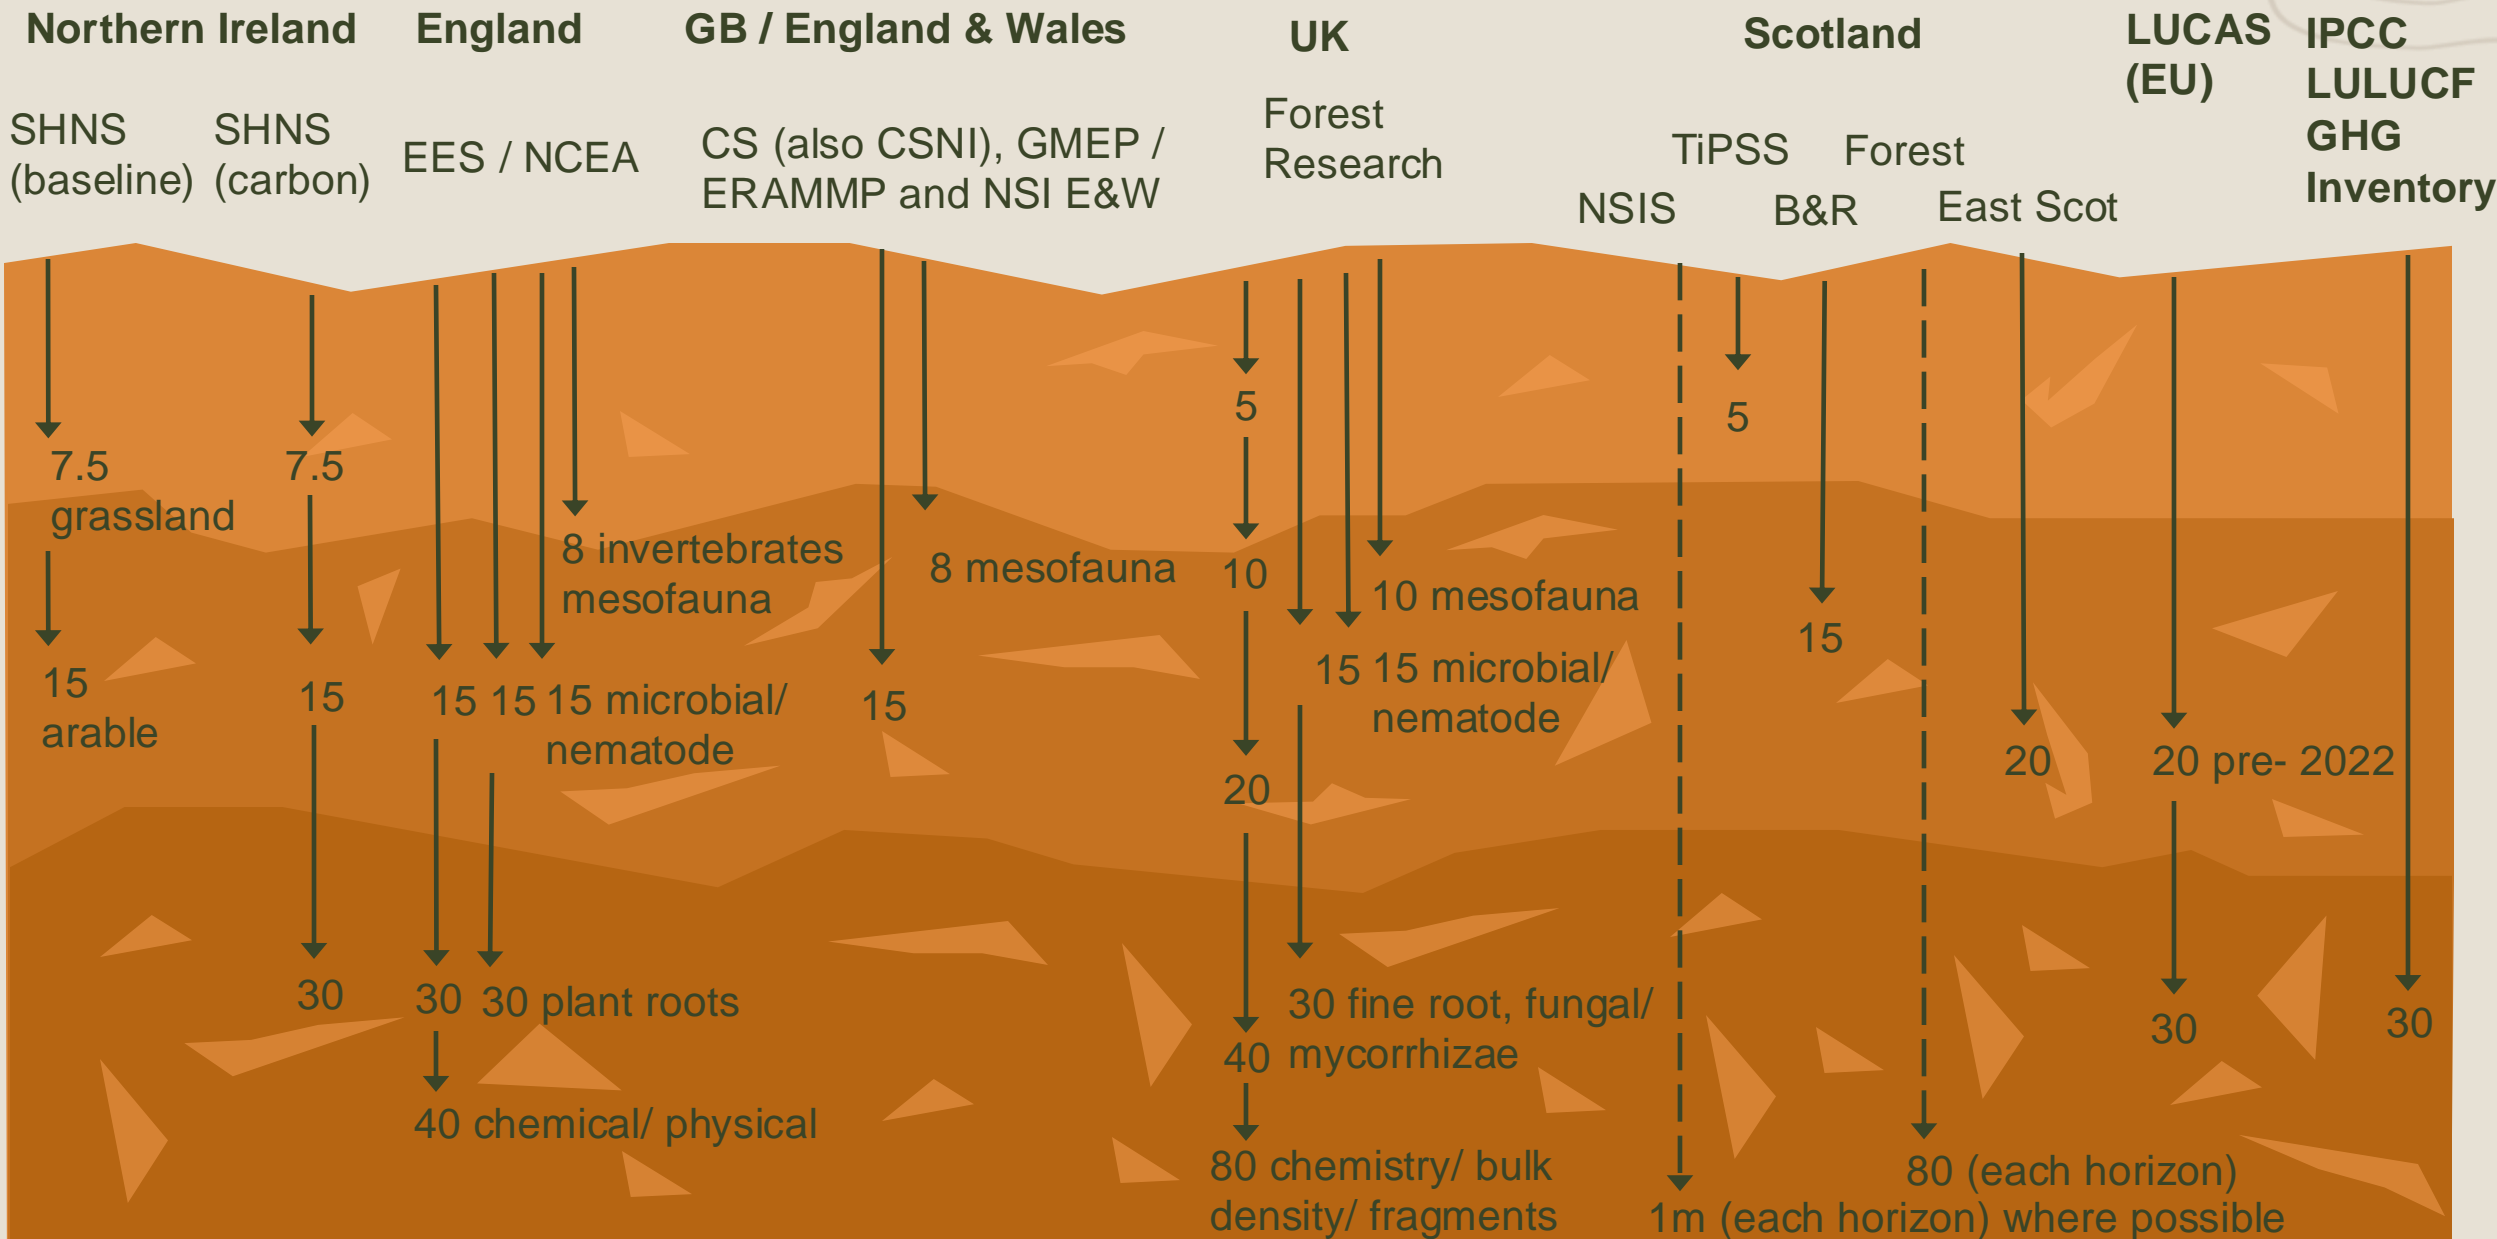 Northern Ireland
England
GB / England & Wales
UK
Scotland
LUCAS
(EU)
IPCC
LULUCF
GHG
Inventory
SHNS
(baseline)
SHNS
(carbon)
EES / NCEA
CS (also CSNI), GMEP /
ERAMMP and NSI E&W
Forest
Research
NSIS
TiPSS
B&R
Forest
East Scot
7.5
grassland
15
arable
7.5
15
30
15
30
40 chemical/ physical
15
30 plant roots
15 microbial/
nematode
8 invertebrates
mesofauna
15
8 mesofauna
5
10
20
40
80 chemistry/ bulk
density/ fragments
30 fine root, fungal/
mycorrhizae
15
15 microbial/
nematode
10 mesofauna
1m (each horizon) where possible
5
15
80 (each horizon)
20
20 pre- 2022
30
30